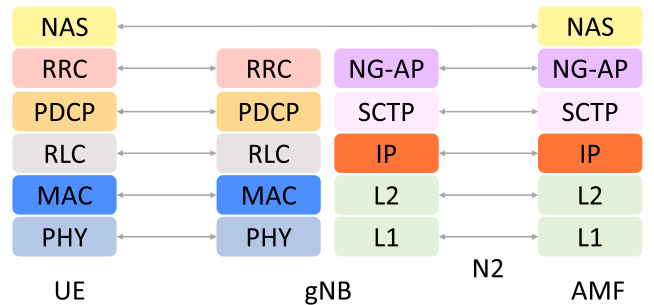 NAS NAS
RRC RRC NG-AP NG-AP
PDCP PDCP SCTP SCTP
RLC RLC IP IP
MAC MAC L2 L2
PHY PHY L1 L1
N2
UE gNB AMF